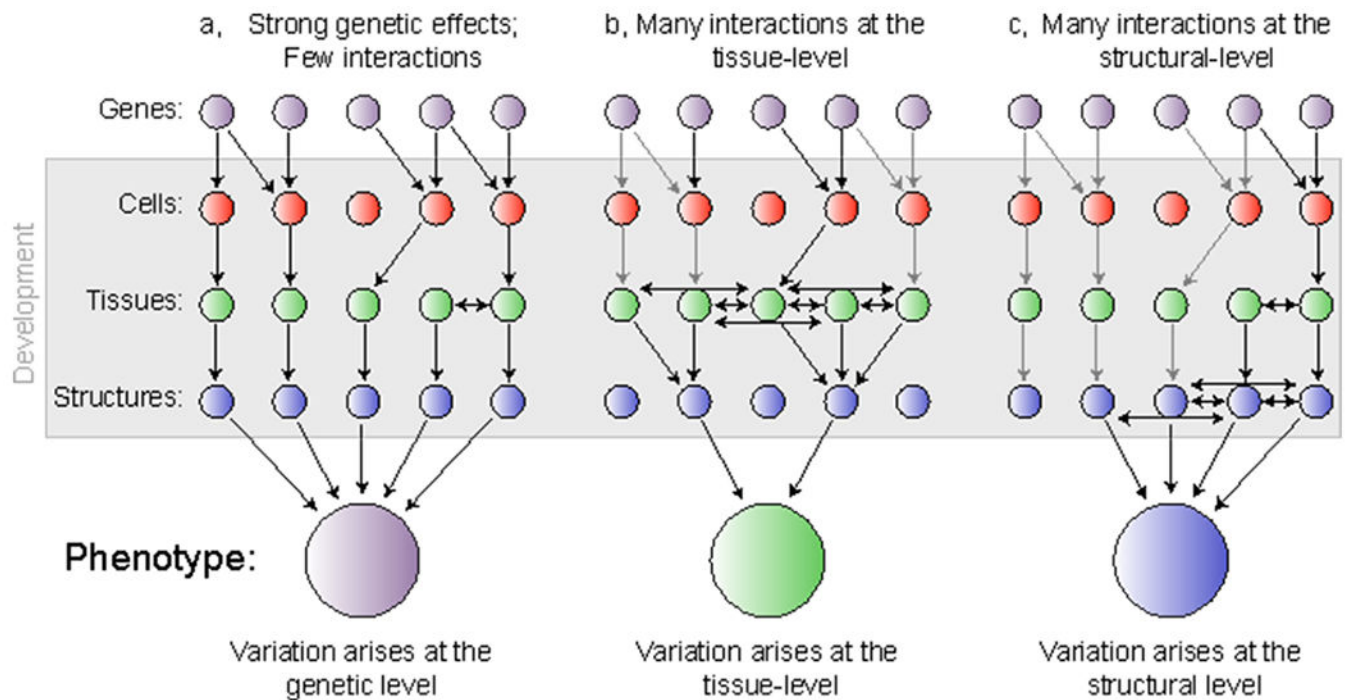 a, Strong genetic effects;
Few interactions
b, Many interactions at the
tissue-level
c, Many interactions at the
structural-level
Genes:
Cells:
Tissues:
Structures:
Development
Phenotype:
Variation arises at the
genetic level
Variation arises at the
tissue-level
Variation arises at the
structural level